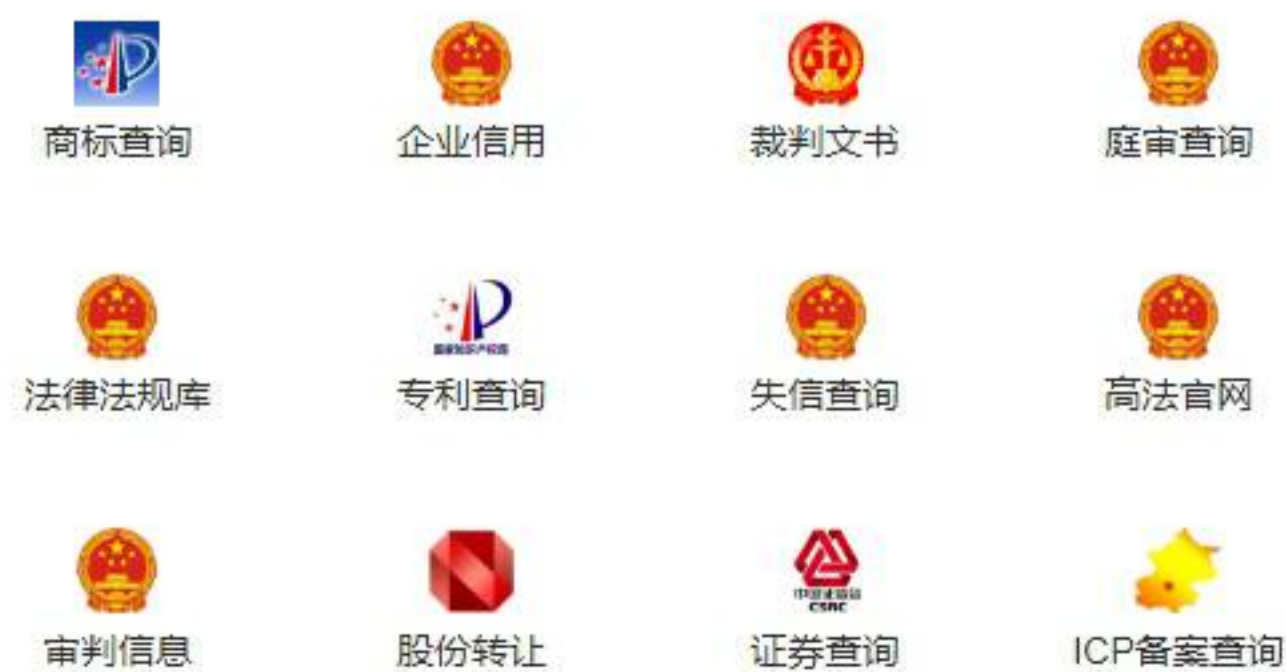 商标查询
企业信用
裁判文书
庭审查询
法律法规库
专利查询
失信查询
高法官网
审判信息
股份转让
CSRC
证券查询
ICP备案查询